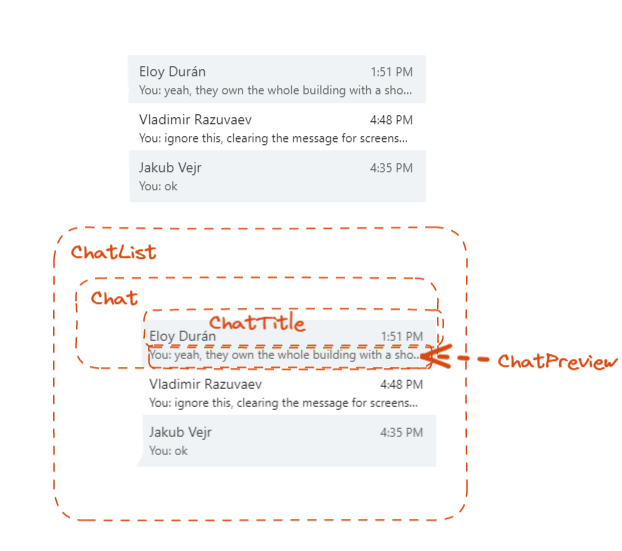 Eloy Durán 1:51 PM
You: yeah, they own the whole building with a sho...
Vladimir Razuvaev 4:48 PM
You: ignore this, clearing the message for screens...
Jakub Vejr 4:35 PM
You: ok
ChatList
Chat
ChatTitle
Eloy Durán 1:51 PM
You: yeah, they own the whole building with a sho...
ChatPreview
Vladimir Razuvaev 4:48 PM
You: ignore this, clearing the message for screens...
Jakub Vejr 4:35 PM
You: ok